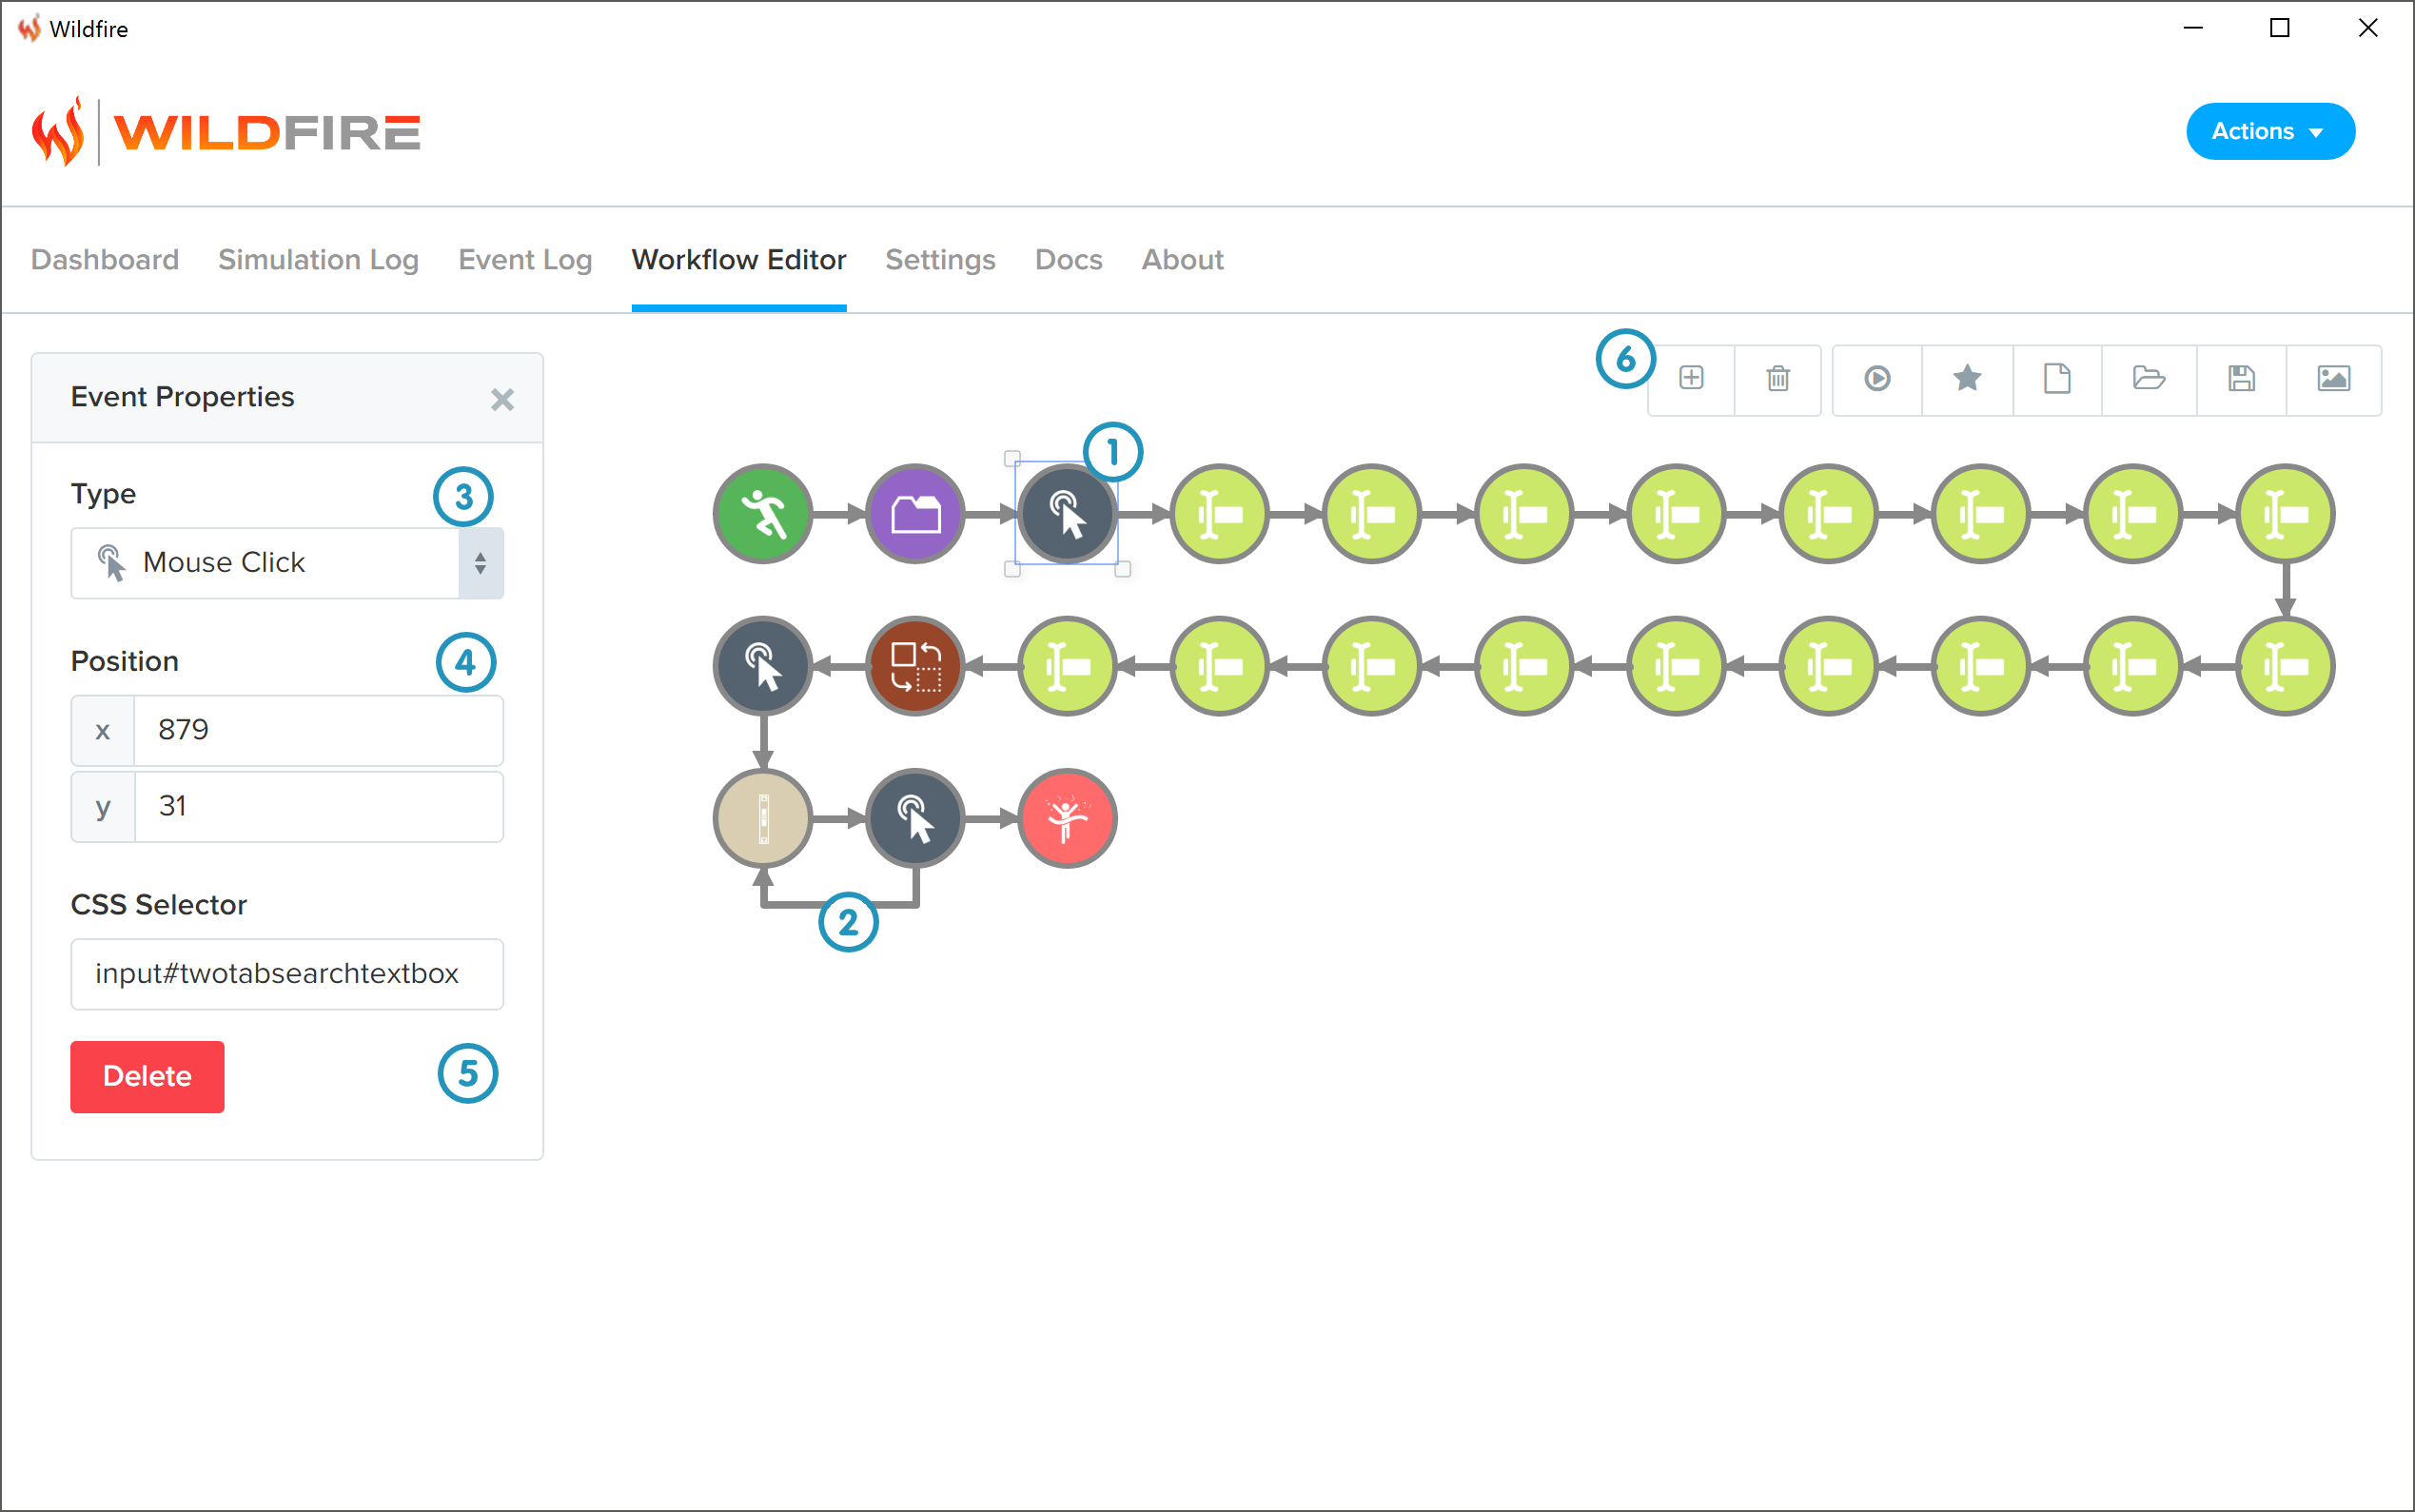 Wildfire
WILDFIRE
Actions
Dashboard Simulation Log Event Log Workflow Editor Settings Docs About
6
Event Properties
1
Type
3
Mouse Click
Position
4
x 879
y 31
2
CSS Selector
input#twotabsearchtextbox
Delete
5